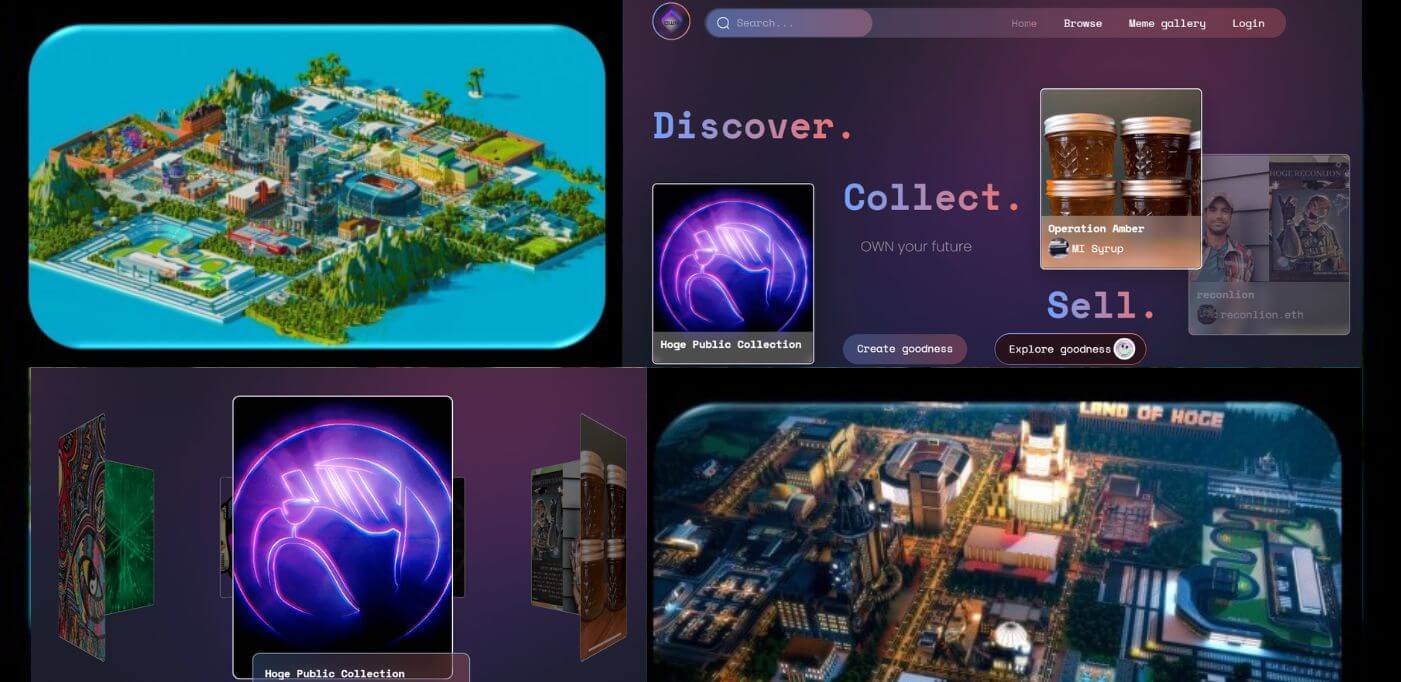 OWN
Search...
Home
Browse
Meme gallery
Login
Discover.
Collect.
OWN your future
Operation Amber
MI Syrup
HOGE RECONLION
reconlion
reconlion.eth
Sell.
Hoge Public Collection
Create goodness
Explore goodness
Hoge Public Collection
LAND OF HOGE